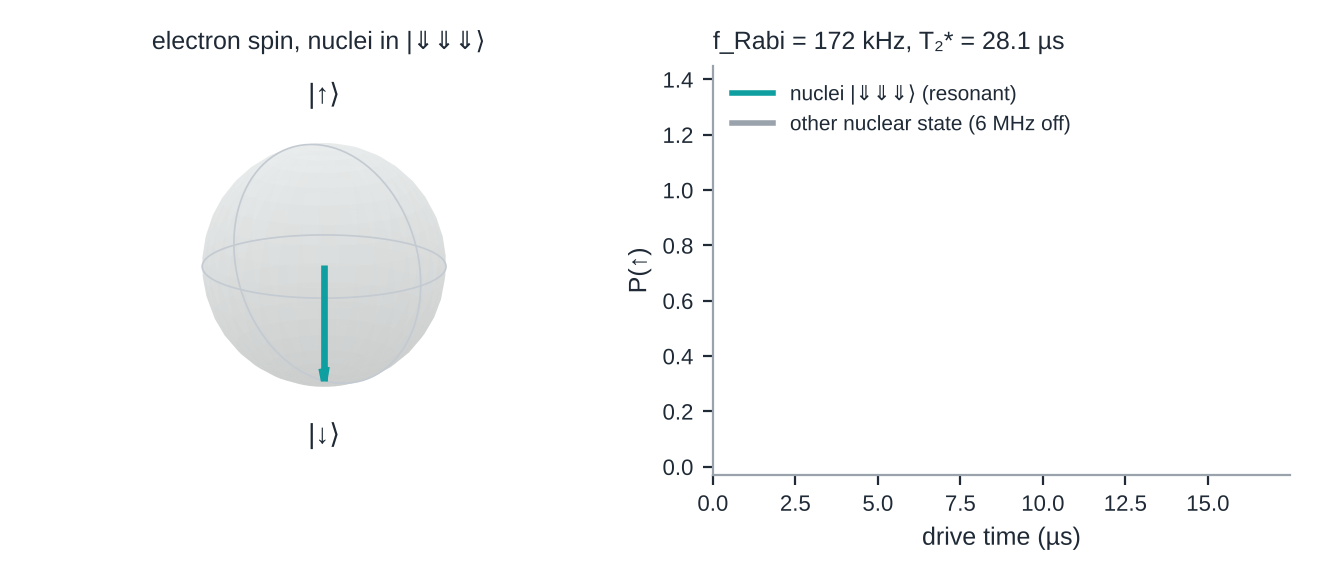 electron spin, nuclei in |⇓⇓⇓⟩
|↑⟩
|↓⟩
f_Rabi = 172 kHz, T₂* = 28.1 µs
nuclei |⇓⇓⇓⟩ (resonant)
other nuclear state (6 MHz off)
P(↑)
1.4
1.2
1.0
0.8
0.6
0.4
0.2
0.0
0.0 2.5 5.0 7.5 10.0 12.5 15.0
drive time (µs)